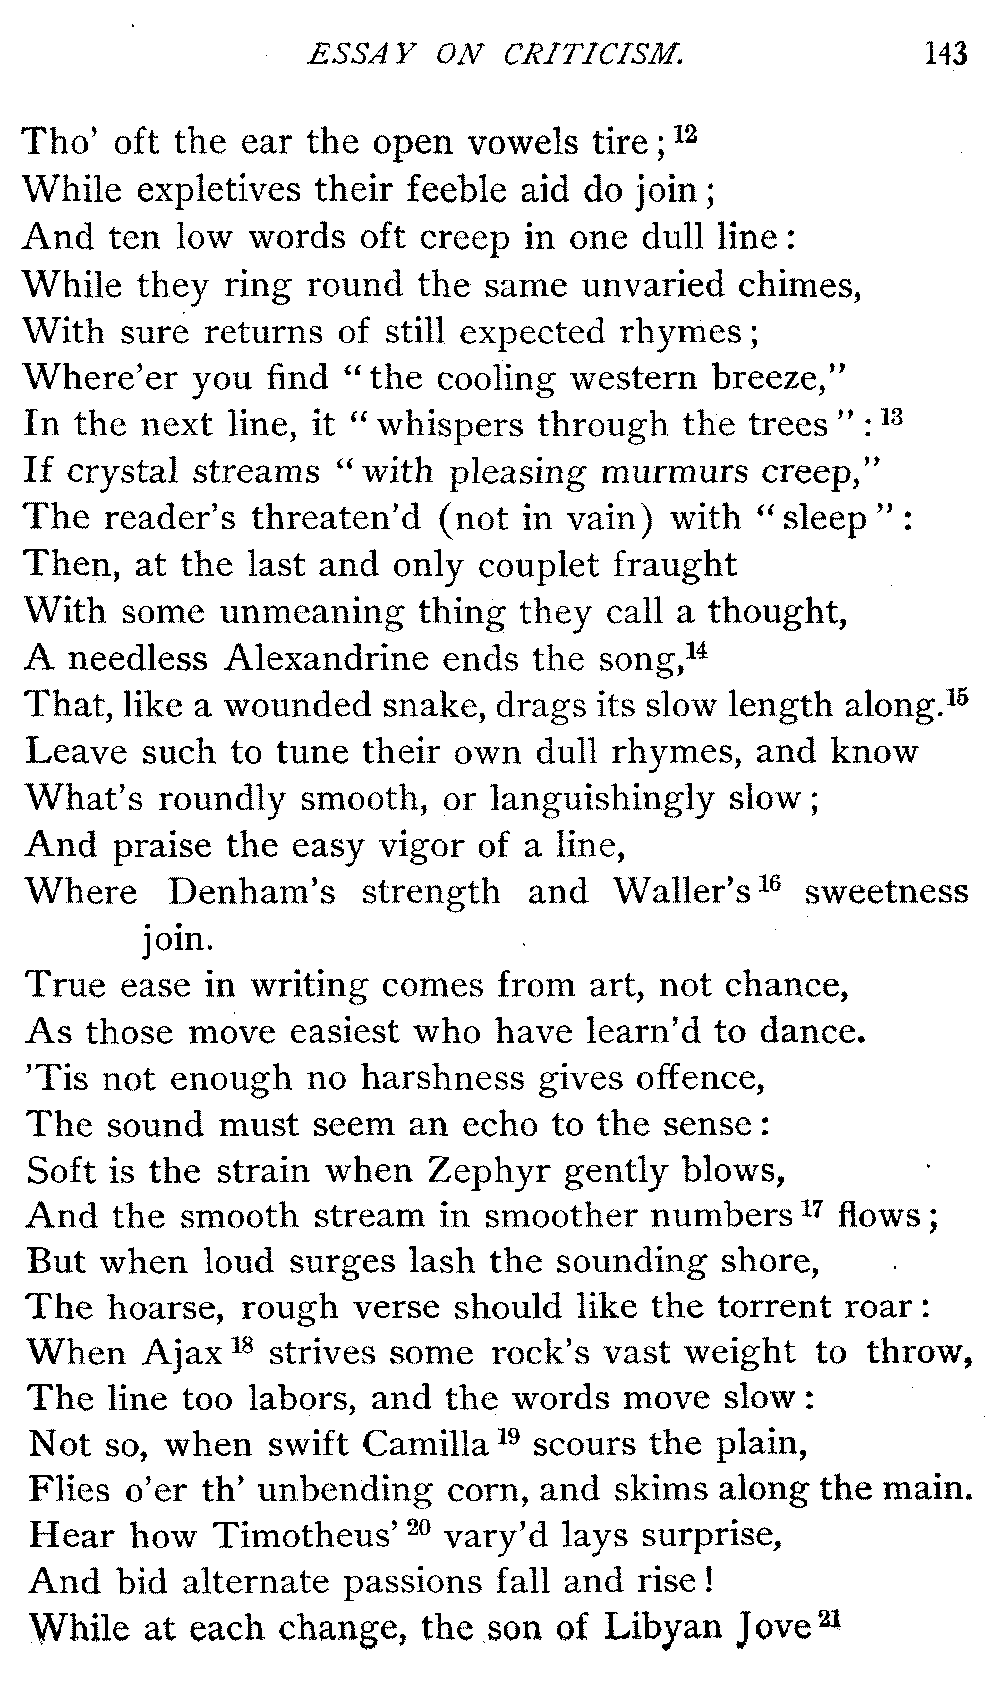 ESSAY ON CRITICISM. 143
Tho' oft the ear the open vowels tire;¹²
While expletives their feeble aid do join;
And ten low words oft creep in one dull line:
While they ring round the same unvaried chimes,
With sure returns of still expected rhymes;
Where'er you find "the cooling western breeze,"
In the next line, it "whispers through the trees":¹³
If crystal streams "with pleasing murmurs creep,"
The reader's threaten'd (not in vain) with "sleep":
Then, at the last and only couplet fraught
With some unmeaning thing they call a thought,
A needless Alexandrine ends the song,¹⁴
That, like a wounded snake, drags its slow length along.¹⁵
Leave such to tune their own dull rhymes, and know
What's roundly smooth, or languishingly slow;
And praise the easy vigor of a line,
Where Denham's strength and Waller's¹⁶ sweetness
join.
True ease in writing comes from art, not chance,
As those move easiest who have learn'd to dance.
'Tis not enough no harshness gives offence,
The sound must seem an echo to the sense:
Soft is the strain when Zephyr gently blows,
And the smooth stream in smoother numbers¹⁷ flows;
But when loud surges lash the sounding shore,
The hoarse, rough verse should like the torrent roar:
When Ajax¹⁸ strives some rock's vast weight to throw,
The line too labors, and the words move slow:
Not so, when swift Camilla¹⁹ scours the plain,
Flies o'er th' unbending corn, and skims along the main.
Hear how Timotheus'²⁰ vary'd lays surprise,
And bid alternate passions fall and rise!
While at each change, the son of Libyan Jove²¹